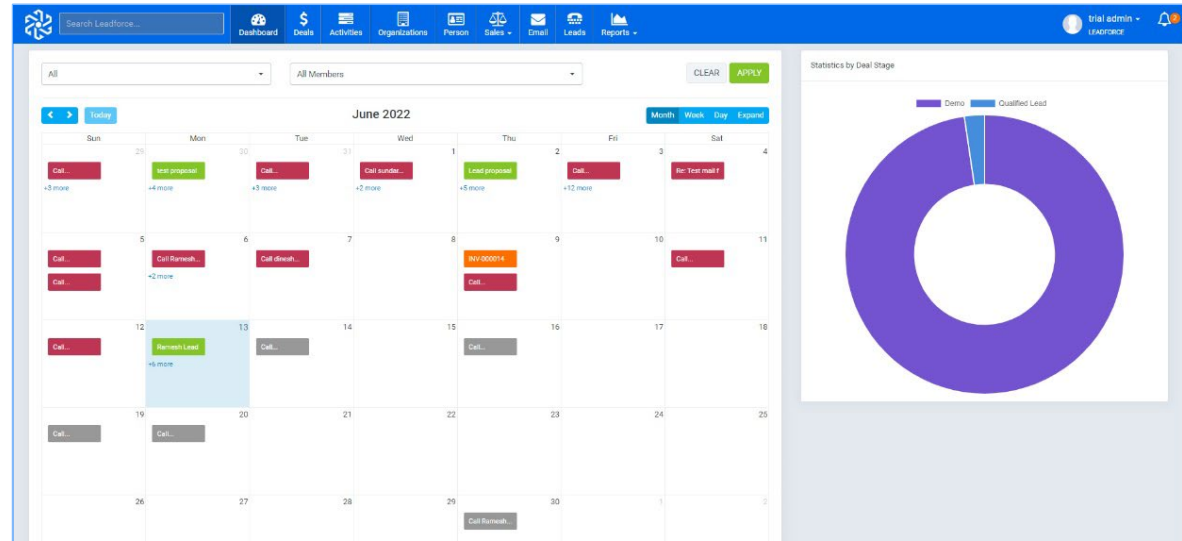 Search Leadforce...
Dashboard Deals Activities Organizations Person Sales Email Leads Reports
trial admin
LEADFORCE
2
All All Members CLEAR APPLY
Today June 2022 Month Week Day Expand
Sun Mon Tue Wed Thu Fri Sat
29 30 31 1 2 3 4
Call... test proposal Call... Call sundar... Lead proposal Call... Re: Test mail f
+3 more +4 more +3 more +2 more +5 more +12 more
5 6 7 8 9 10 11
Call... Call Ramesh... Call dinesh... INV-000014 Call...
Call... +2 more Call...
12 13 14 15 16 17 18
Call... Ramesh Lead Call... Call...
+6 more
19 20 21 22 23 24 25
Call... Call...
26 27 28 29 30 1 2
Call Ramesh...
Statistics by Deal Stage
Demo Qualified Lead